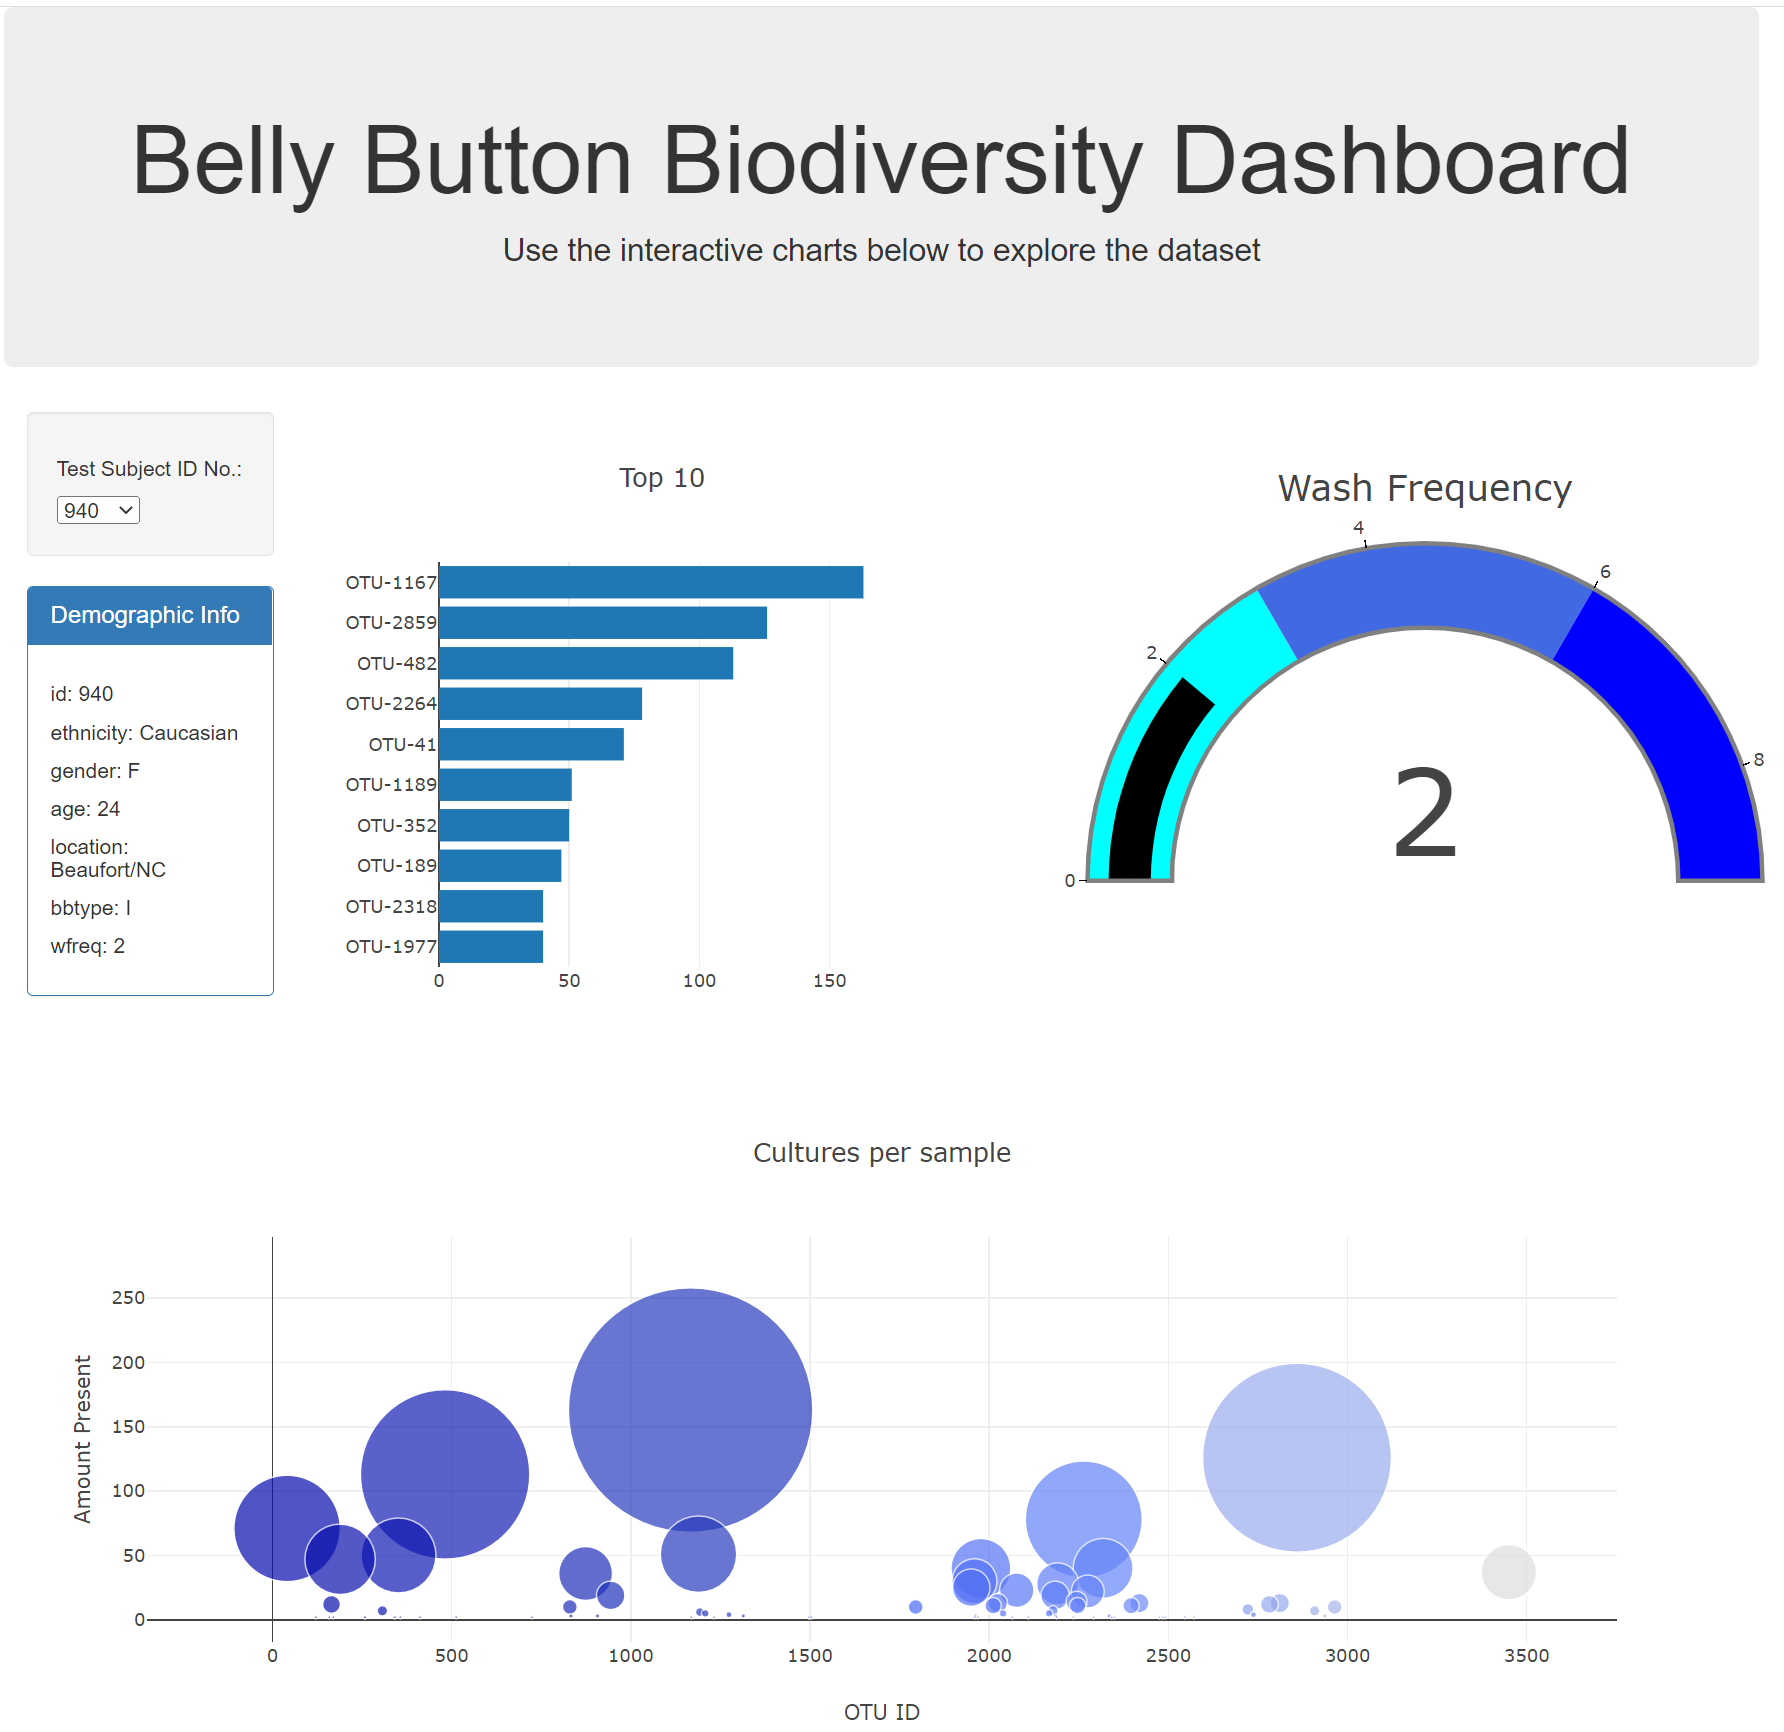 Belly Button Biodiversity Dashboard
Use the interactive charts below to explore the dataset
Test Subject ID No.:
940
Demographic Info
id: 940
ethnicity: Caucasian
gender: F
age: 24
location:
Beaufort/NC
bbtype: I
wfreq: 2
Top 10
OTU-1167
OTU-2859
OTU-482
OTU-2264
OTU-41
OTU-1189
OTU-352
OTU-189
OTU-2318
OTU-1977
0 50 100 150
Wash Frequency
0
2
4
6
8
2
Cultures per sample
Amount Present
250
200
150
100
50
0
0 500 1000 1500 2000 2500 3000 3500
OTU ID